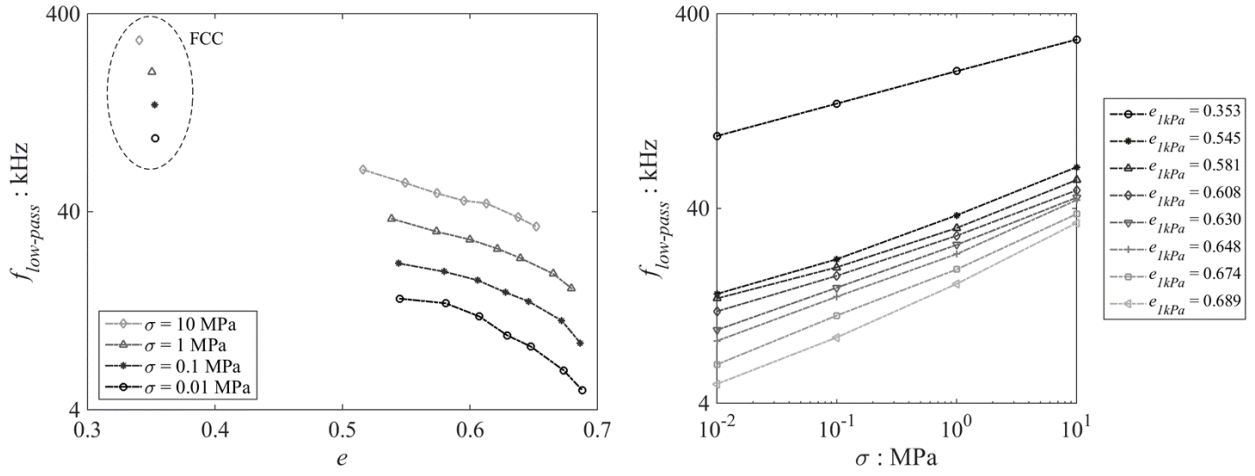 400
40
4
f_low-pass : kHz
FCC
σ = 10 MPa
σ = 1 MPa
σ = 0.1 MPa
σ = 0.01 MPa
0.3 0.4 0.5 0.6 0.7
e
400
40
4
f_low-pass : kHz
10^-2 10^-1 10^0 10^1
σ : MPa
e_1kPa = 0.353
e_1kPa = 0.545
e_1kPa = 0.581
e_1kPa = 0.608
e_1kPa = 0.630
e_1kPa = 0.648
e_1kPa = 0.674
e_1kPa = 0.689